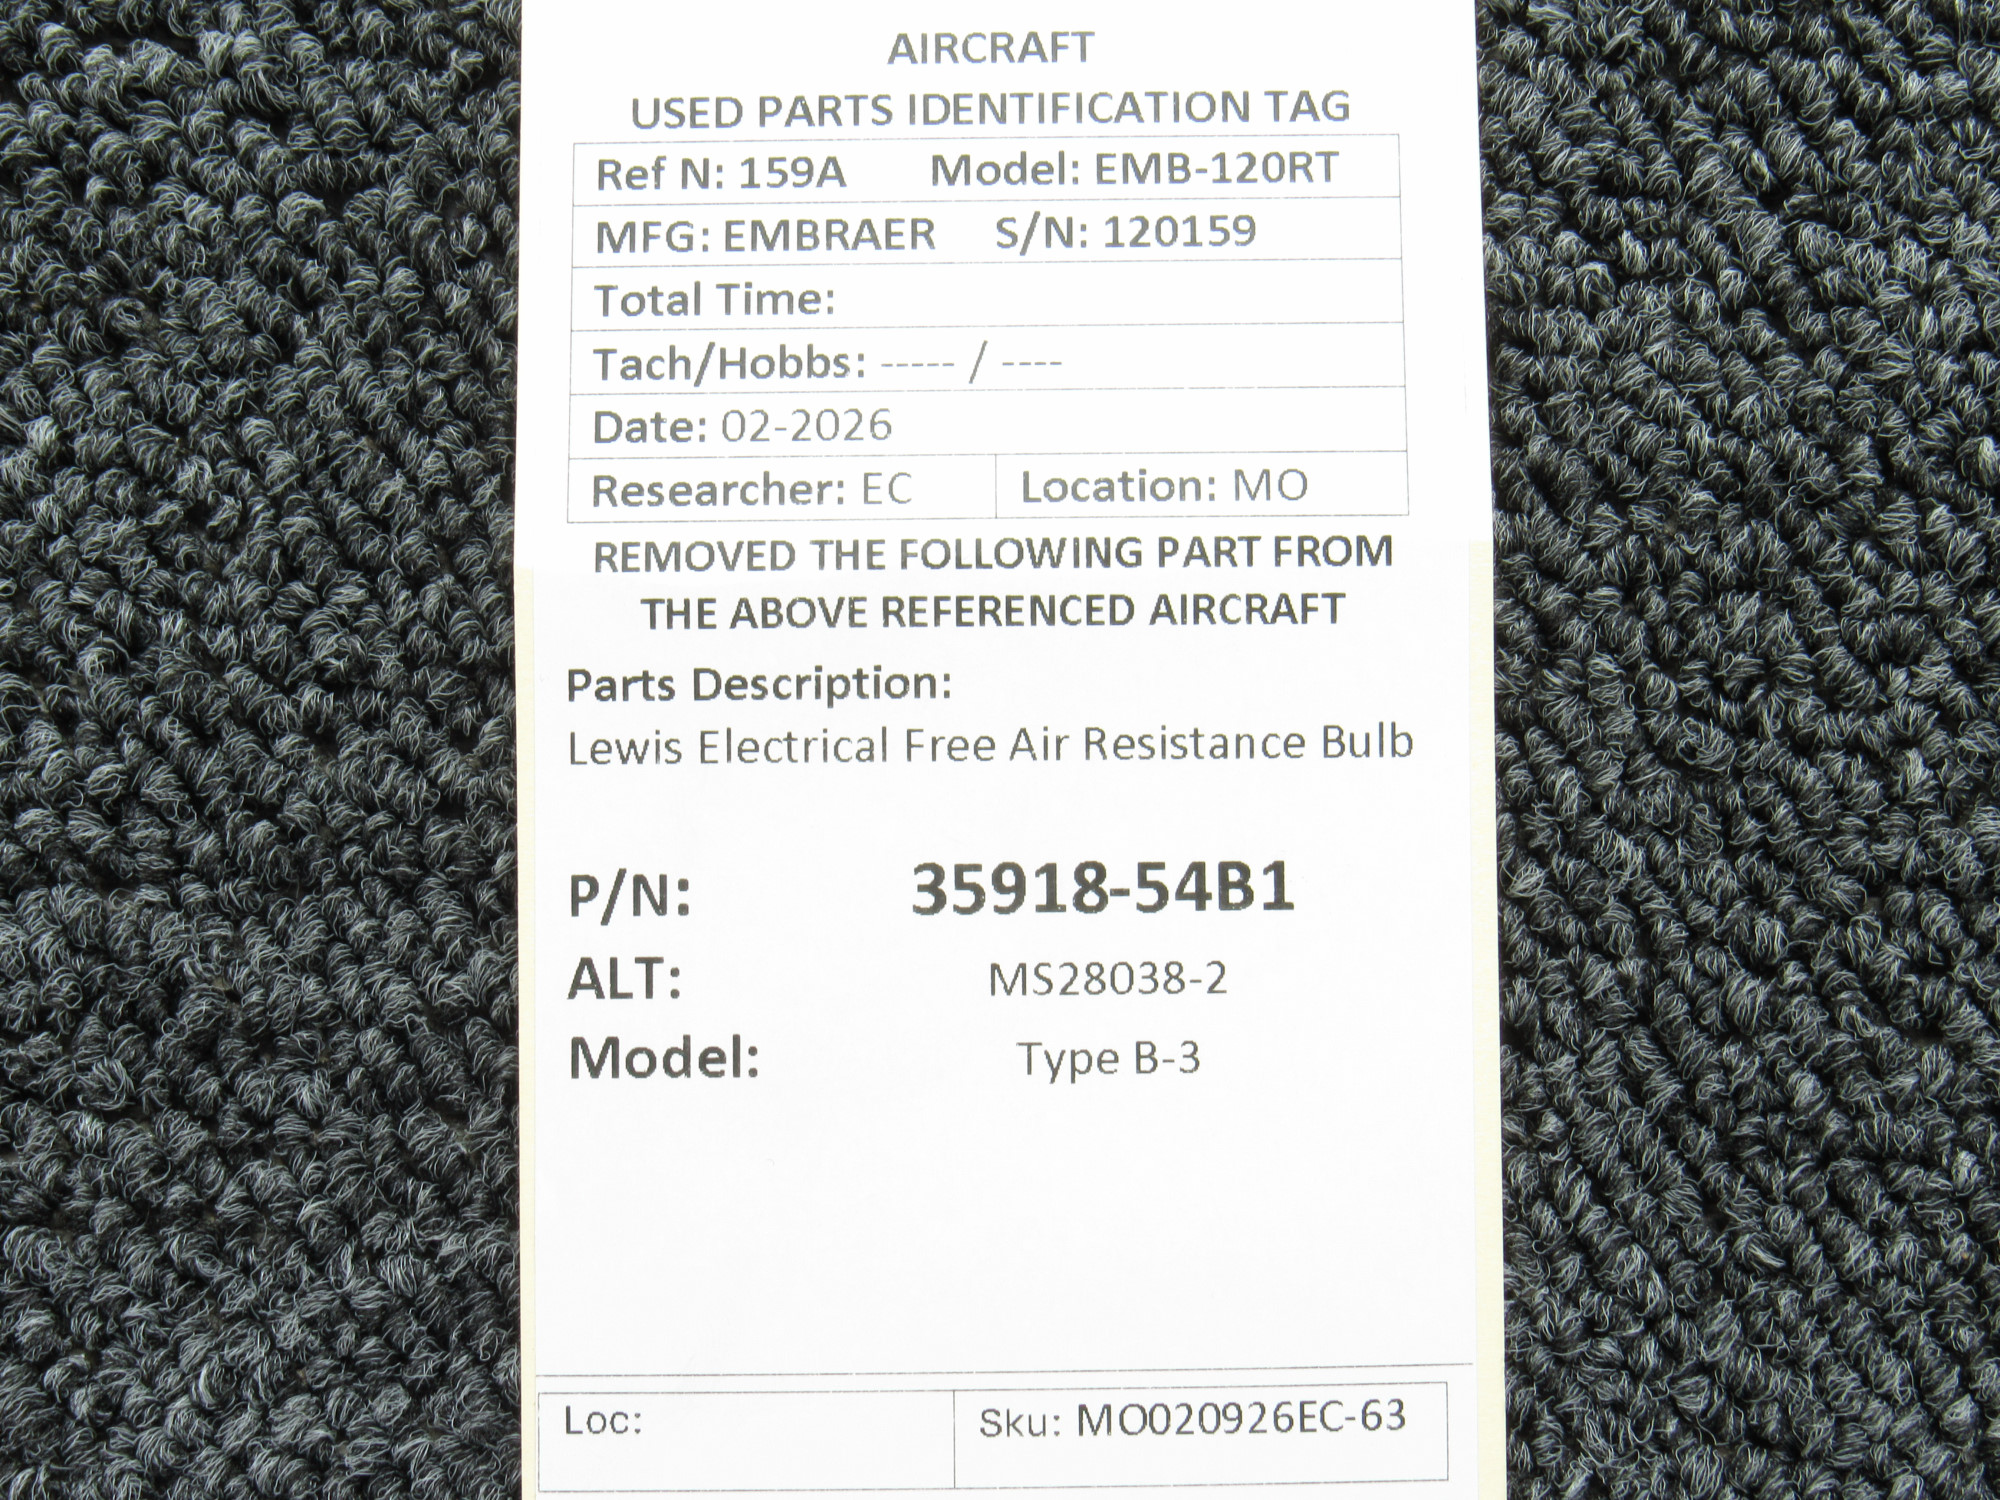 AIRCRAFT
USED PARTS IDENTIFICATION TAG
Ref N: 159A Model: EMB-120RT
MFG: EMBRAER S/N: 120159
Total Time:
Tach/Hobbs: ----- / ----
Date: 02-2026
Researcher: EC Location: MO
REMOVED THE FOLLOWING PART FROM
THE ABOVE REFERENCED AIRCRAFT
Parts Description:
Lewis Electrical Free Air Resistance Bulb
P/N: 35918-54B1
ALT: MS28038-2
Model: Type B-3
Loc: Sku: MO020926EC-63